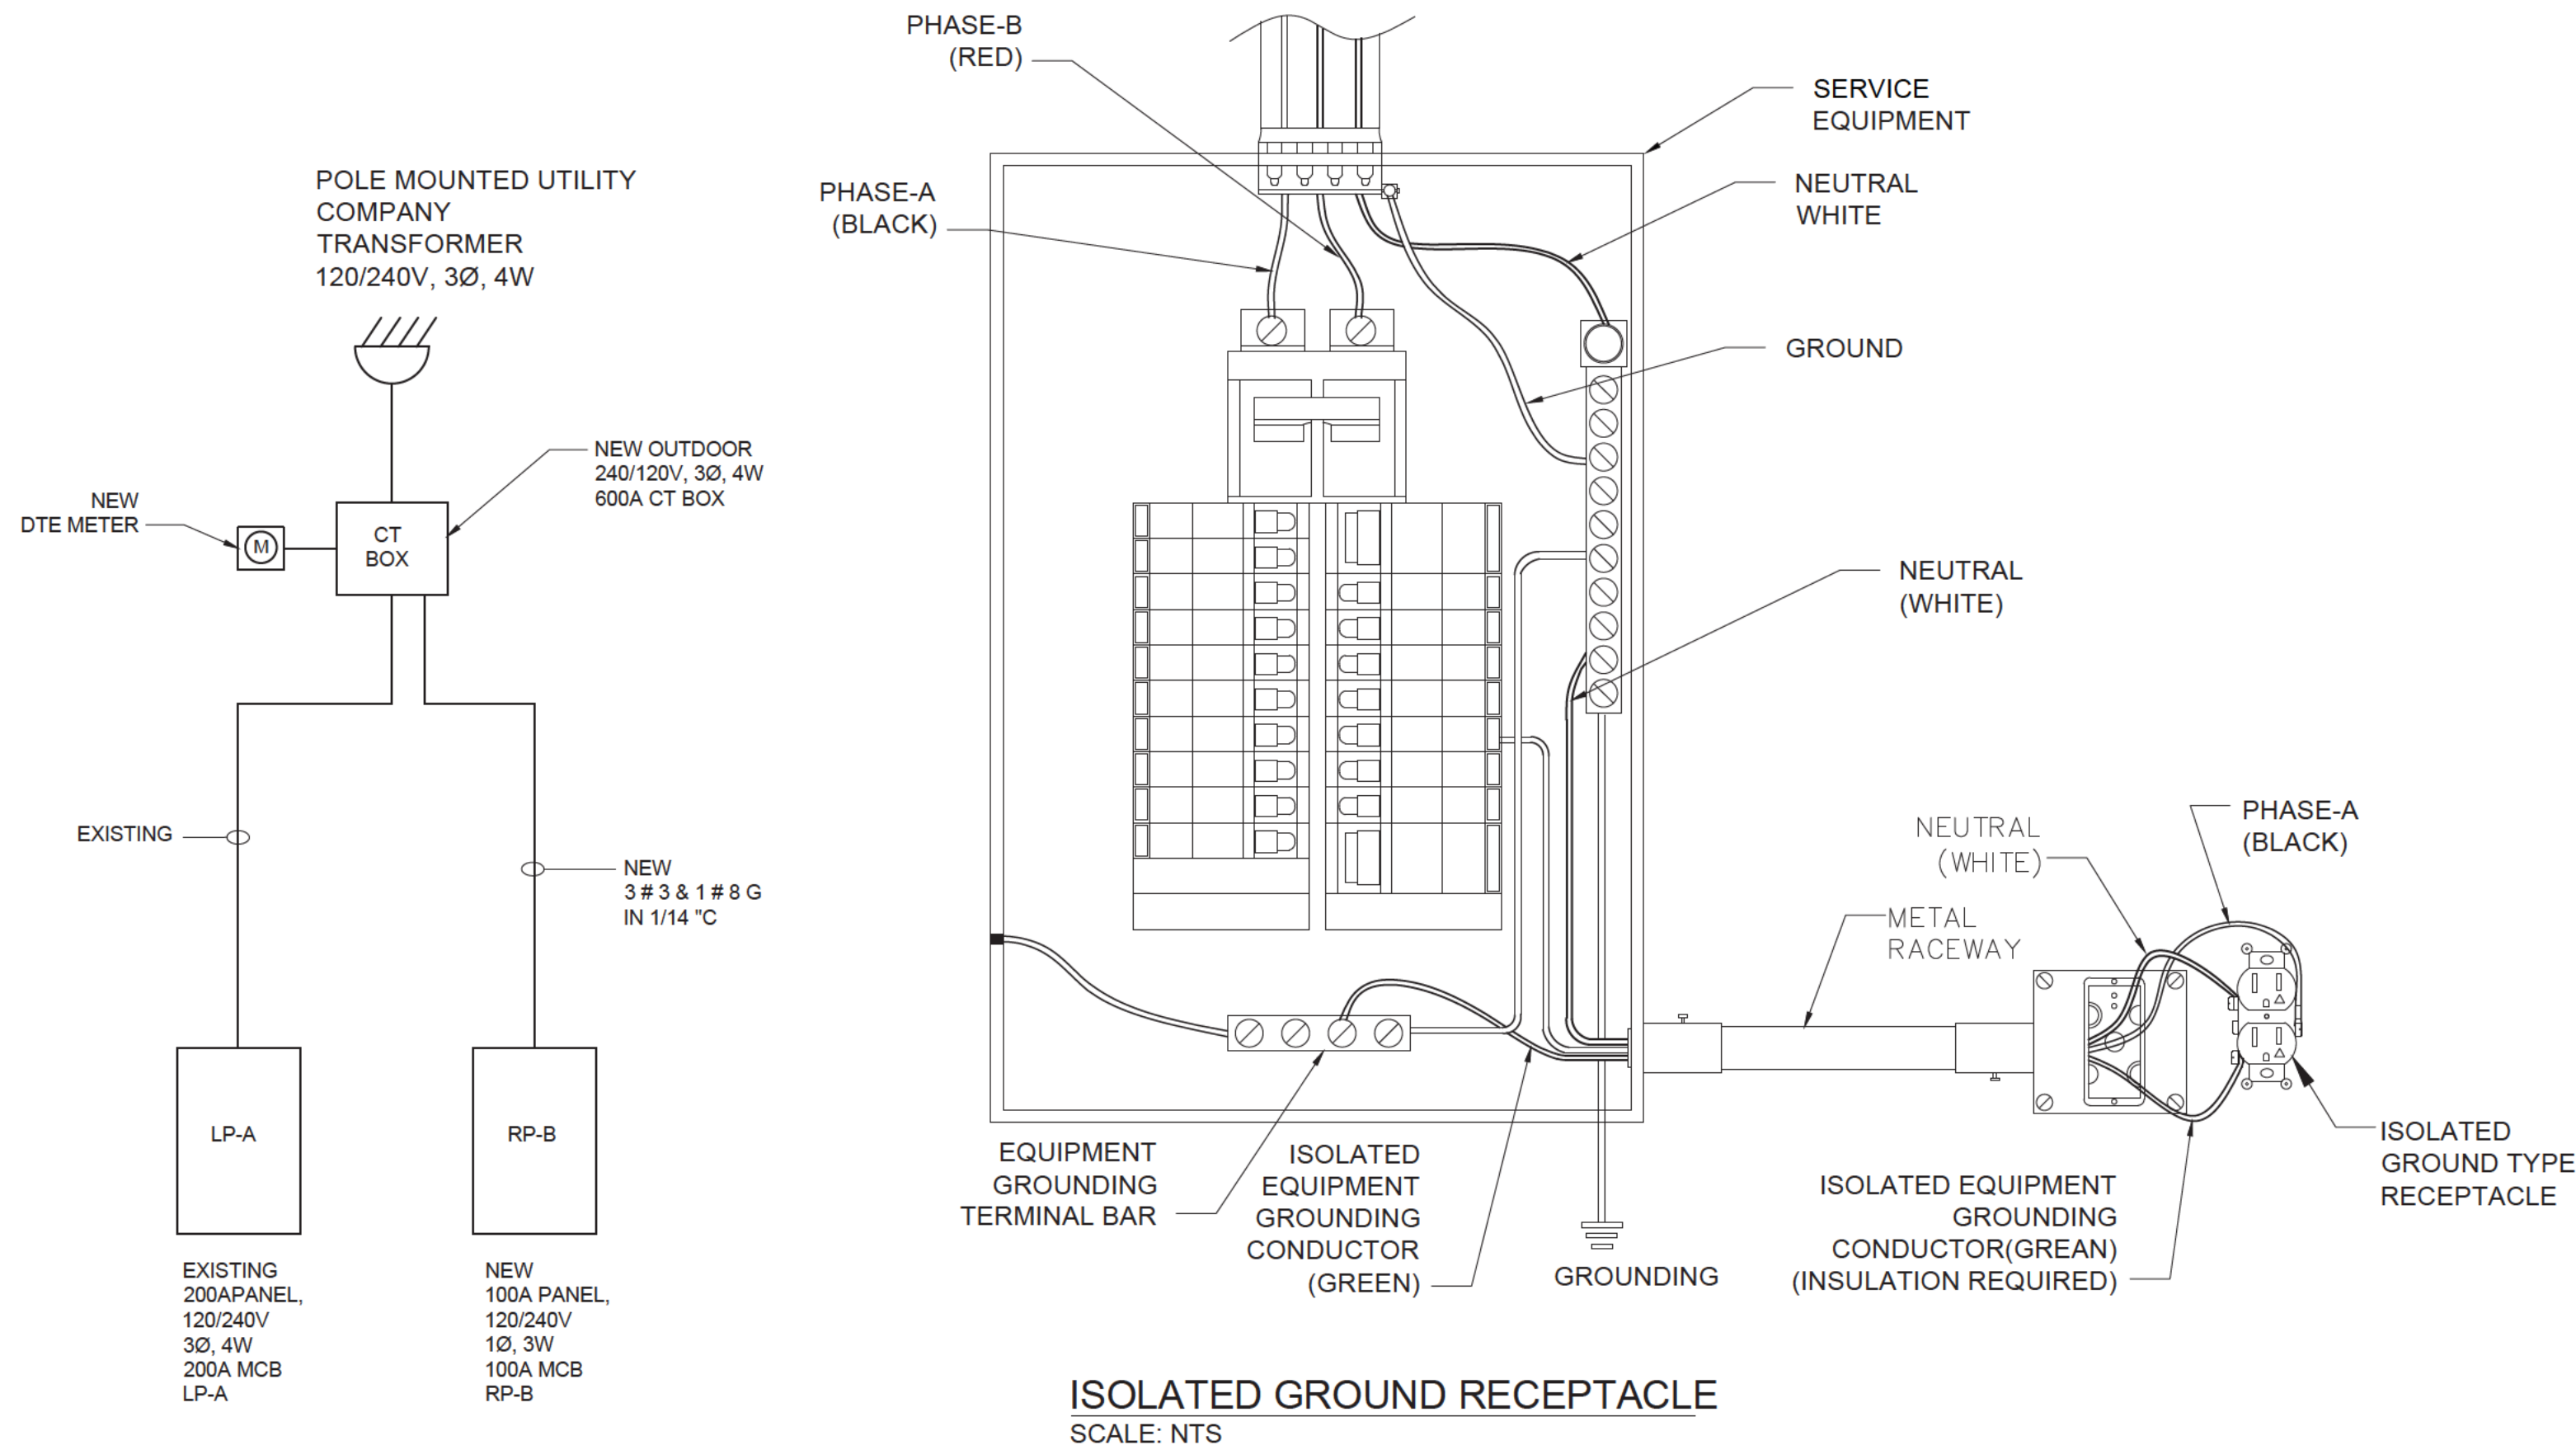 POLE MOUNTED UTILITY
COMPANY
TRANSFORMER
120/240V, 3Ø, 4W
NEW OUTDOOR
240/120V, 3Ø, 4W
600A CT BOX
NEW
DTE METER
M
CT
BOX
EXISTING
NEW
3 # 3 & 1 # 8 G
IN 1/14 "C
LP-A
RP-B
EXISTING
200APANEL,
120/240V
3Ø, 4W
200A MCB
LP-A
NEW
100A PANEL,
120/240V
1Ø, 3W
100A MCB
RP-B
PHASE-B
(RED)
PHASE-A
(BLACK)
SERVICE
EQUIPMENT
NEUTRAL
WHITE
GROUND
NEUTRAL
(WHITE)
NEUTRAL
(WHITE)
PHASE-A
(BLACK)
METAL
RACEWAY
EQUIPMENT
GROUNDING
TERMINAL BAR
ISOLATED
EQUIPMENT
GROUNDING
CONDUCTOR
(GREEN)
GROUNDING
ISOLATED EQUIPMENT
GROUNDING
CONDUCTOR(GREAN)
(INSULATION REQUIRED)
ISOLATED
GROUND TYPE
RECEPTACLE
ISOLATED GROUND RECEPTACLE
SCALE: NTS